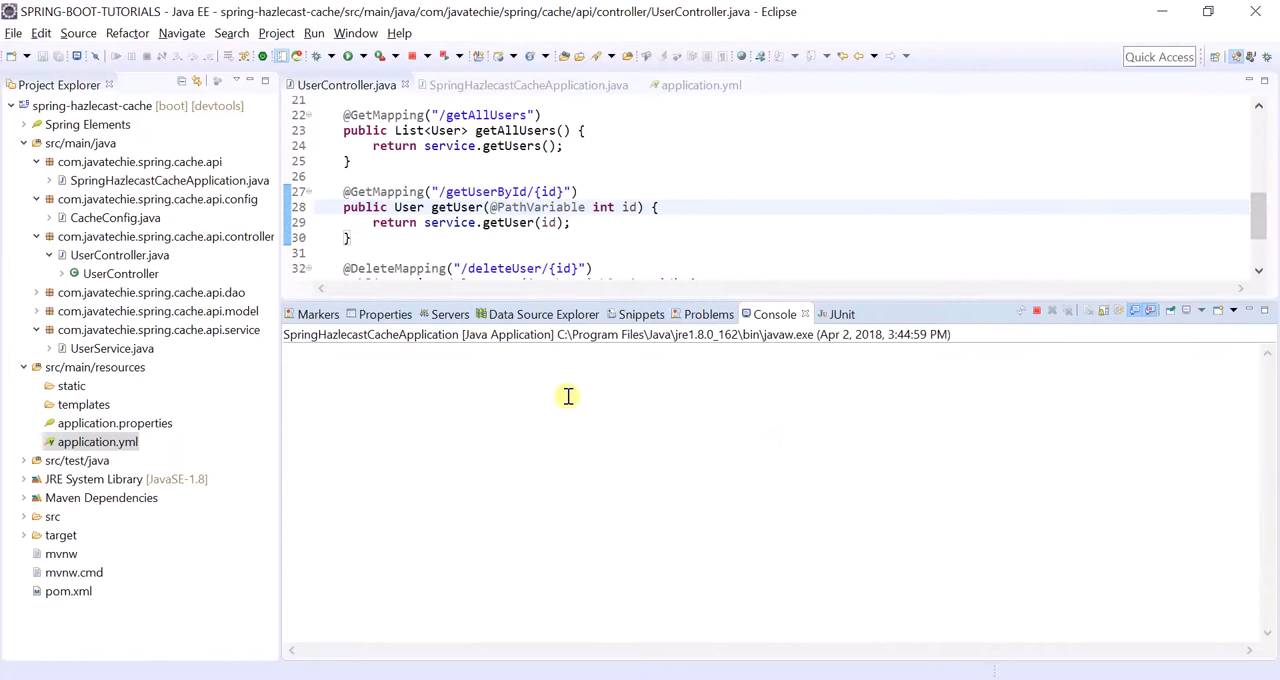 SPRING-BOOT-TUTORIALS - Java EE - spring-hazlecast-cache/src/main/java/com/javatechie/spring/cache/api/controller/UserController.java - Eclipse
File Edit Source Refactor Navigate Search Project Run Window Help
Quick Access
Project Explorer
spring-hazlecast-cache [boot] [devtools]
Spring Elements
src/main/java
com.javatechie.spring.cache.api
SpringHazlecastCacheApplication.java
com.javatechie.spring.cache.api.config
CacheConfig.java
com.javatechie.spring.cache.api.controller
UserController.java
UserController
com.javatechie.spring.cache.api.dao
com.javatechie.spring.cache.api.model
com.javatechie.spring.cache.api.service
UserService.java
src/main/resources
static
templates
application.properties
application.yml
src/test/java
JRE System Library [JavaSE-1.8]
Maven Dependencies
src
target
mvnw
mvnw.cmd
pom.xml
UserController.java SpringHazlecastCacheApplication.java application.yml
21
22 @GetMapping("/getAllUsers")
23 public List<User> getAllUsers() {
24 return service.getUsers();
25 }
26
27 @GetMapping("/getUserById/{id}")
28 public User getUser(@PathVariable int id) {
29 return service.getUser(id);
30 }
31
32 @DeleteMapping("/deleteUser/{id}")
Markers Properties Servers Data Source Explorer Snippets Problems Console JUnit
SpringHazlecastCacheApplication [Java Application] C:\Program Files\Java\jre1.8.0_162\bin\javaw.exe (Apr 2, 2018, 3:44:59 PM)